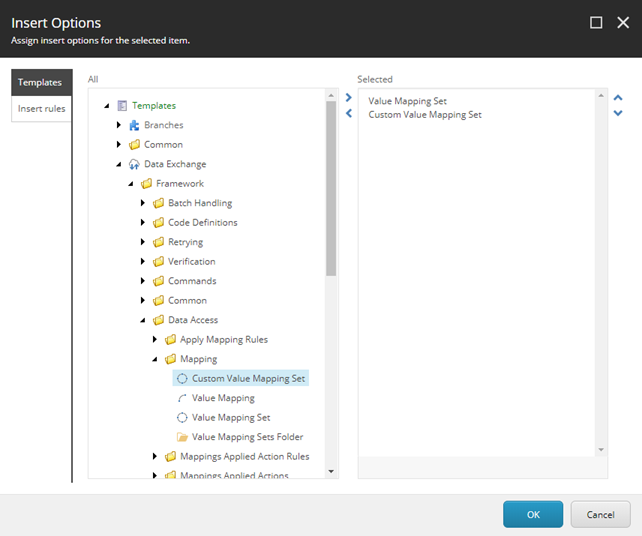 Insert Options
Assign insert options for the selected item.
Templates
Insert rules
All
Templates
Branches
Common
Data Exchange
Framework
Batch Handling
Code Definitions
Retrying
Verification
Commands
Common
Data Access
Apply Mapping Rules
Mapping
Custom Value Mapping Set
Value Mapping
Value Mapping Set
Value Mapping Sets Folder
Mappings Applied Action Rules
Mappings Applied Actions
Selected
Value Mapping Set
Custom Value Mapping Set
OK
Cancel